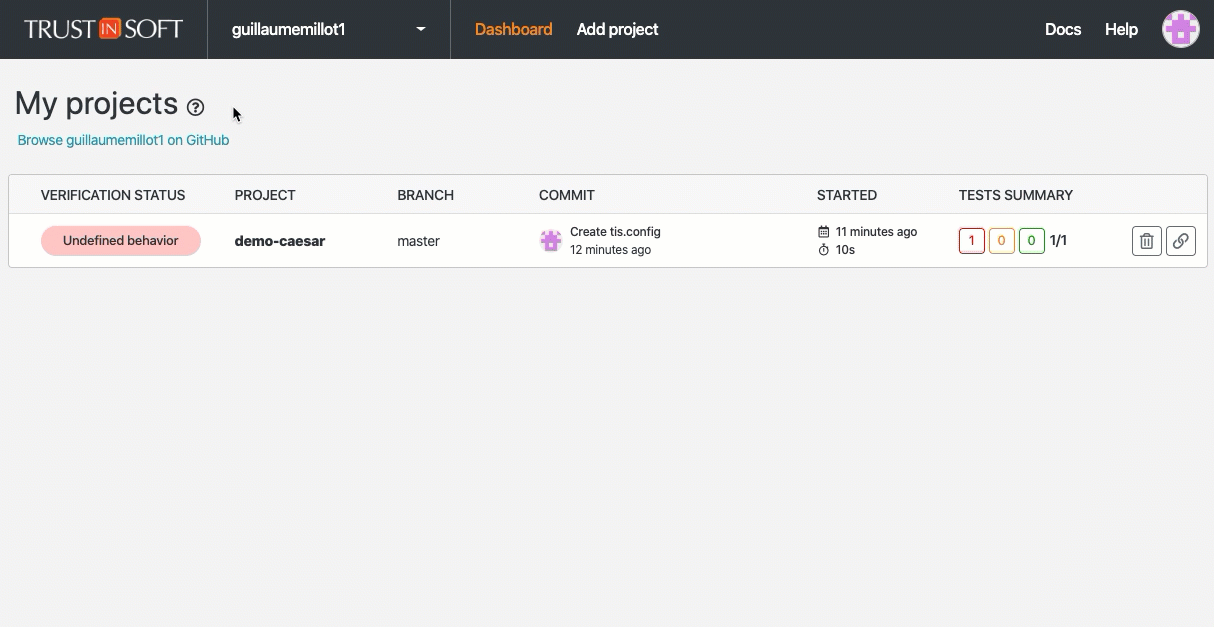 TRUST IN SOFT guillaumemillot1 Dashboard Add project Docs Help
My projects ?
Browse guillaumemillot1 on GitHub
VERIFICATION STATUS PROJECT BRANCH COMMIT STARTED TESTS SUMMARY
Undefined behavior demo-caesar master Create tis.config 11 minutes ago 1 0 0 1/1
12 minutes ago 10s